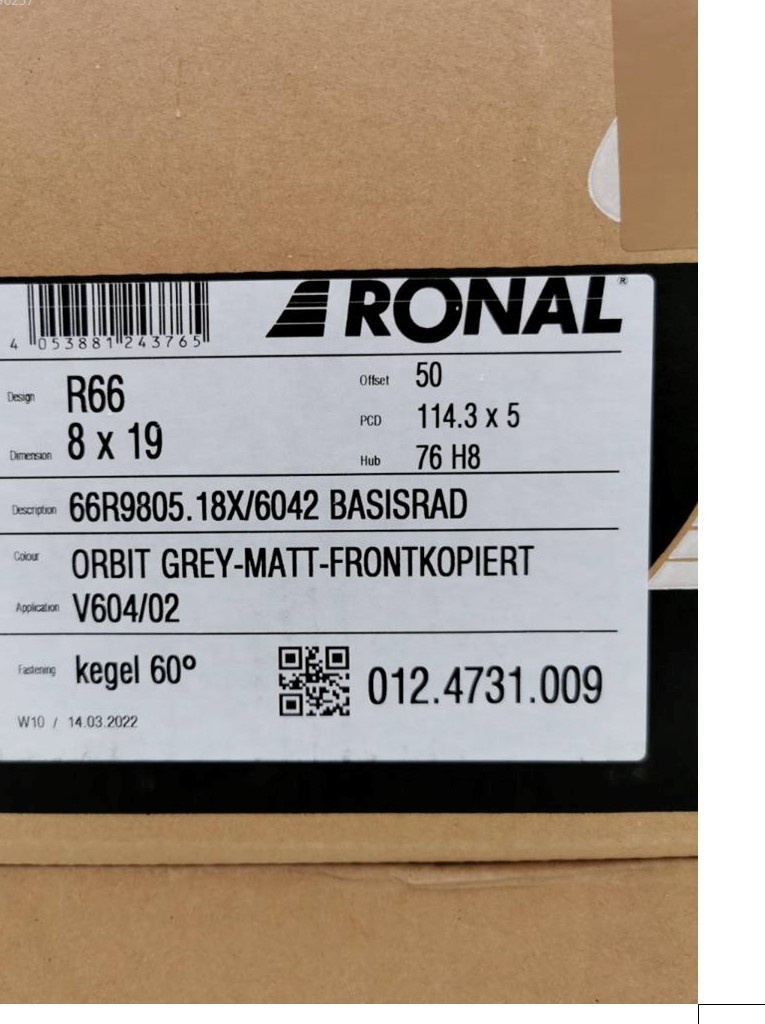 RONAL®
4 053881 243765
Design R66
Dimension 8 x 19
Offset 50
PCD 114.3 x 5
Hub 76 H8
Description 66R9805.18X/6042 BASISRAD
Colour ORBIT GREY-MATT-FRONTKOPIERT
Application V604/02
Fastening kegel 60º
012.4731.009
W10 / 14.03.2022